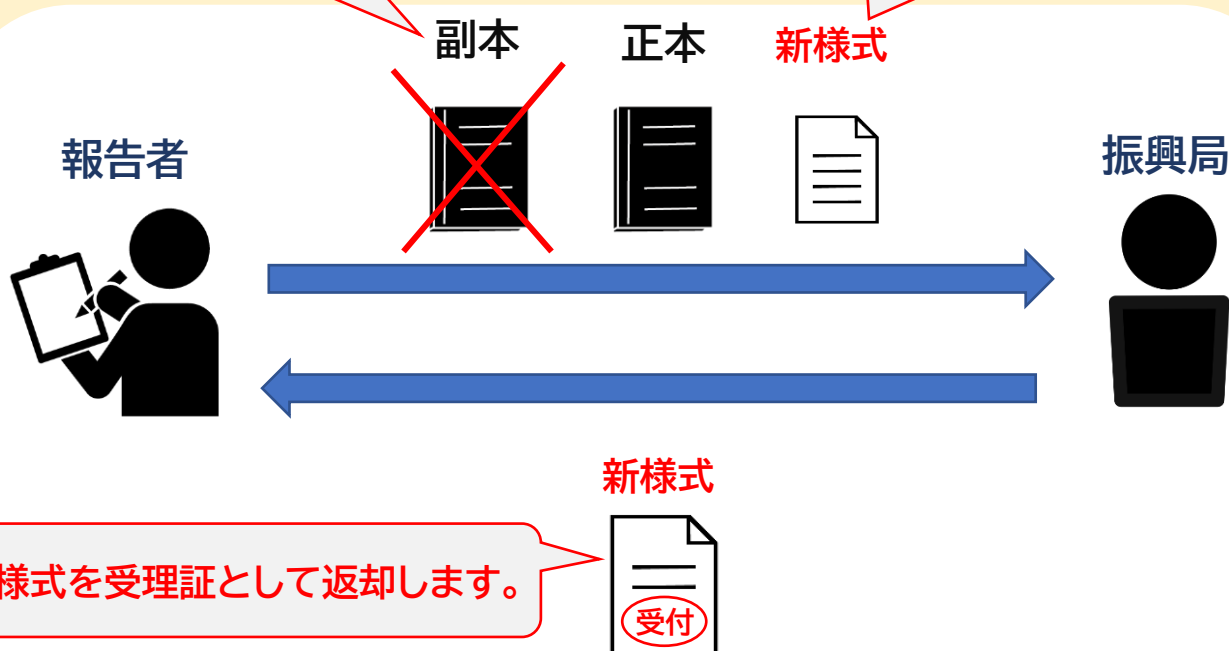 副本
正本
新様式
報告者
振興局
新様式
様式を受理証として返却します。
受付